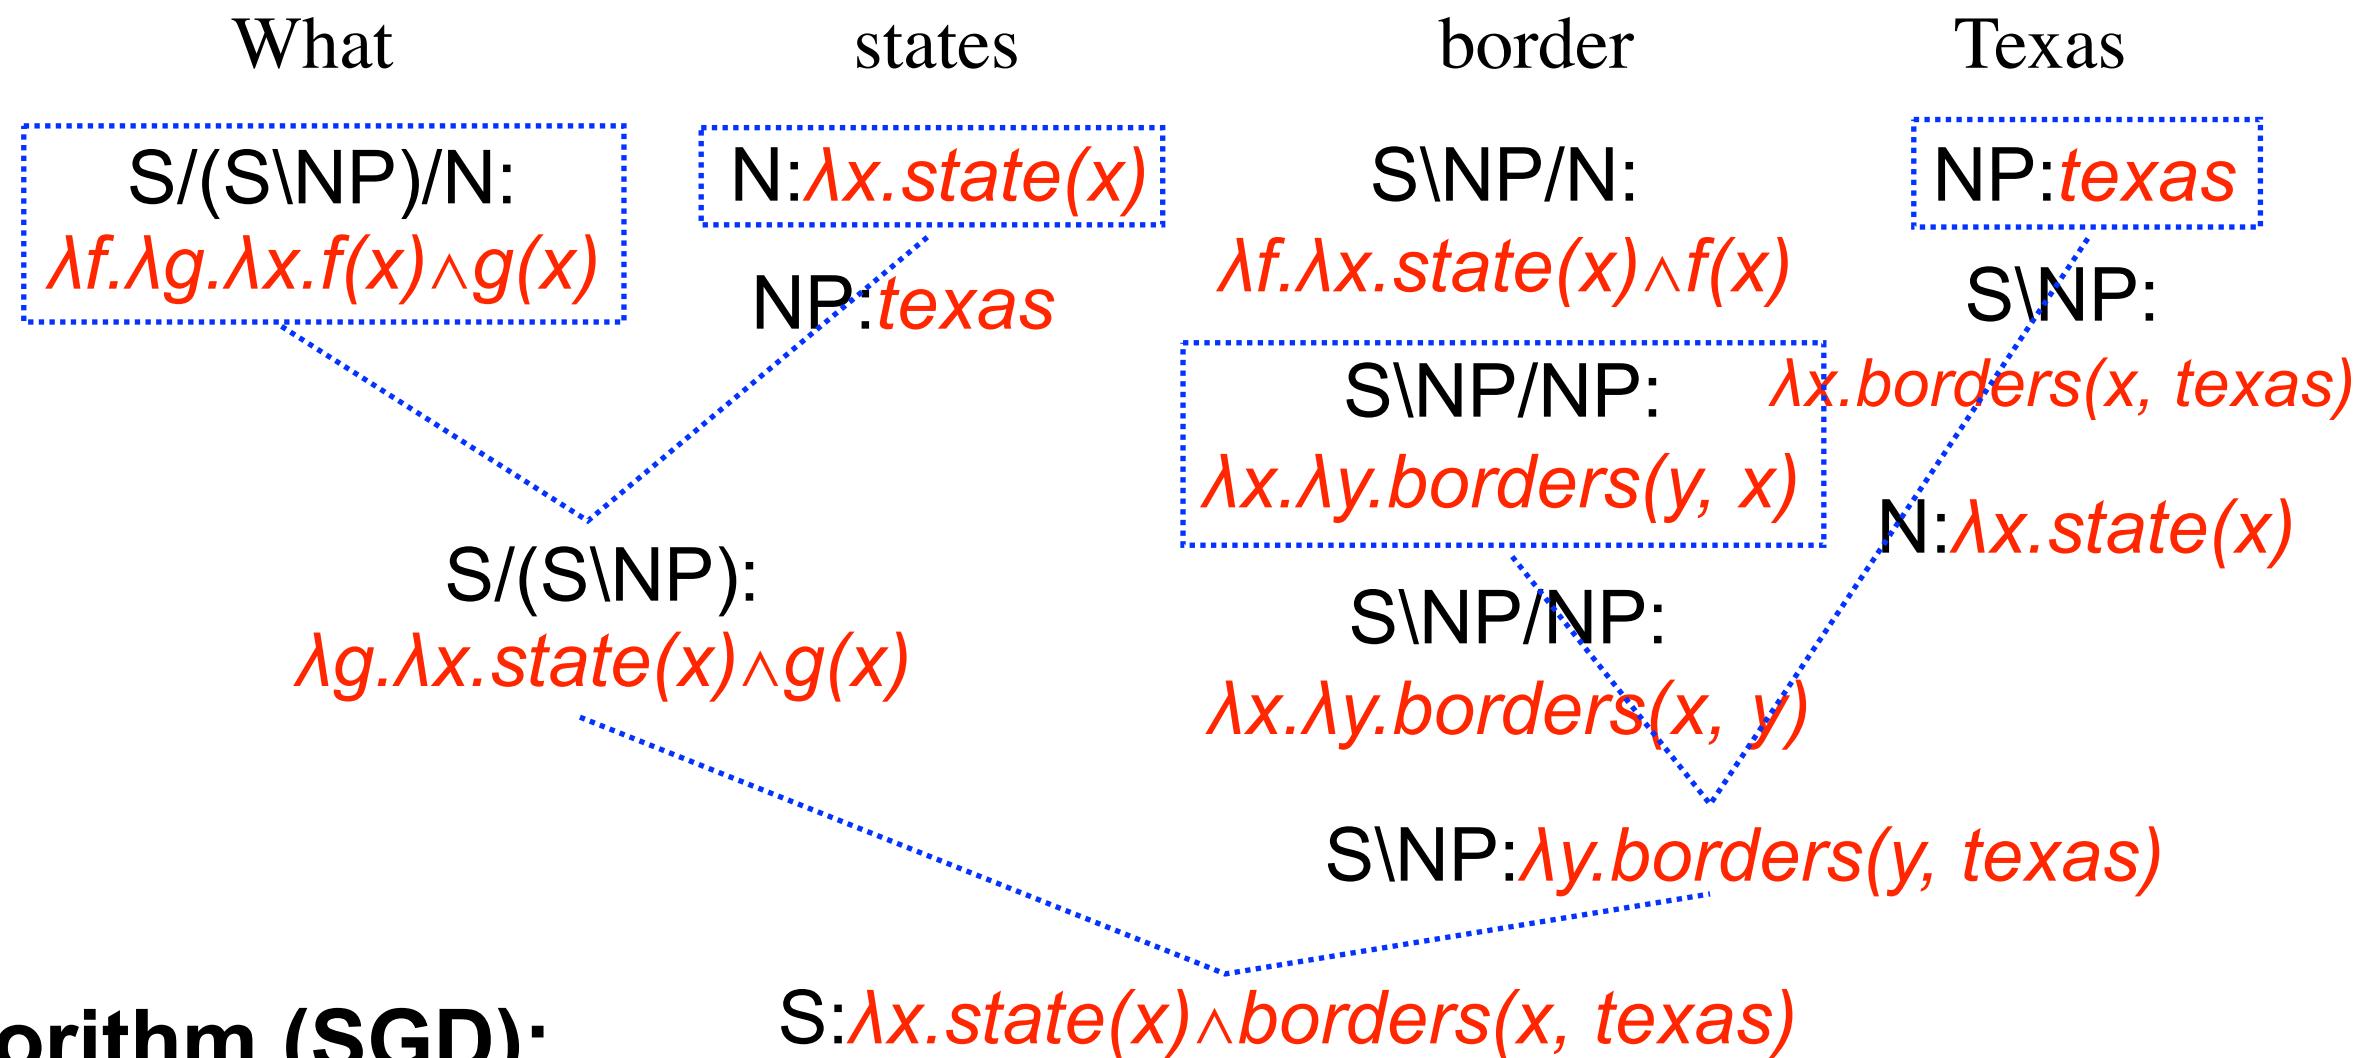 What states border Texas
S/(S\NP)/N:
λf.λg.λx.f(x)∧g(x)
N:λx.state(x)
NP:texas
S\NP/N:
λf.λx.state(x)∧f(x)
S\NP/NP:
λx.λy.borders(y, x)
S\NP/NP:
λx.λy.borders(x, y)
NP:texas
S\NP:
λx.borders(x, texas)
N:λx.state(x)
S/(S\NP):
λg.λx.state(x)∧g(x)
S\NP:λy.borders(y, texas)
S:λx.state(x)∧borders(x, texas)
orithm (SGD):